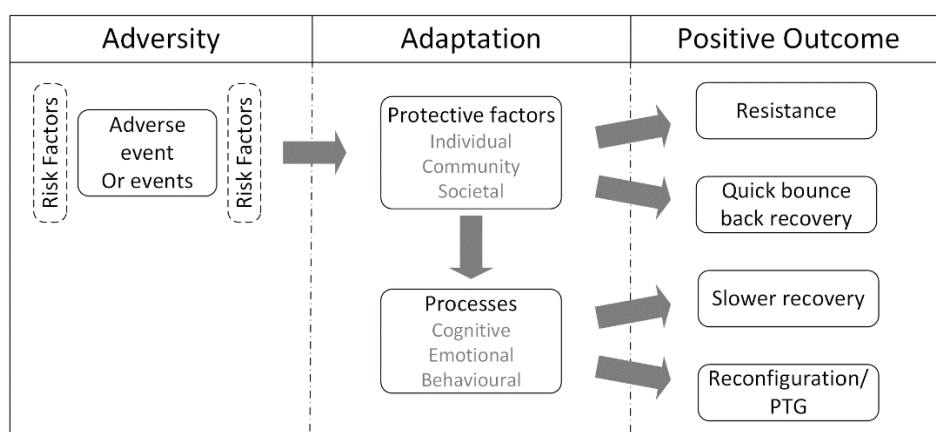 Adversity
Adaptation
Positive Outcome
Risk Factors
Adverse
event
Or events
Risk Factors
Protective factors
Individual
Community
Societal
Processes
Cognitive
Emotional
Behavioural
Resistance
Quick bounce
back recovery
Slower recovery
Reconfiguration/
PTG